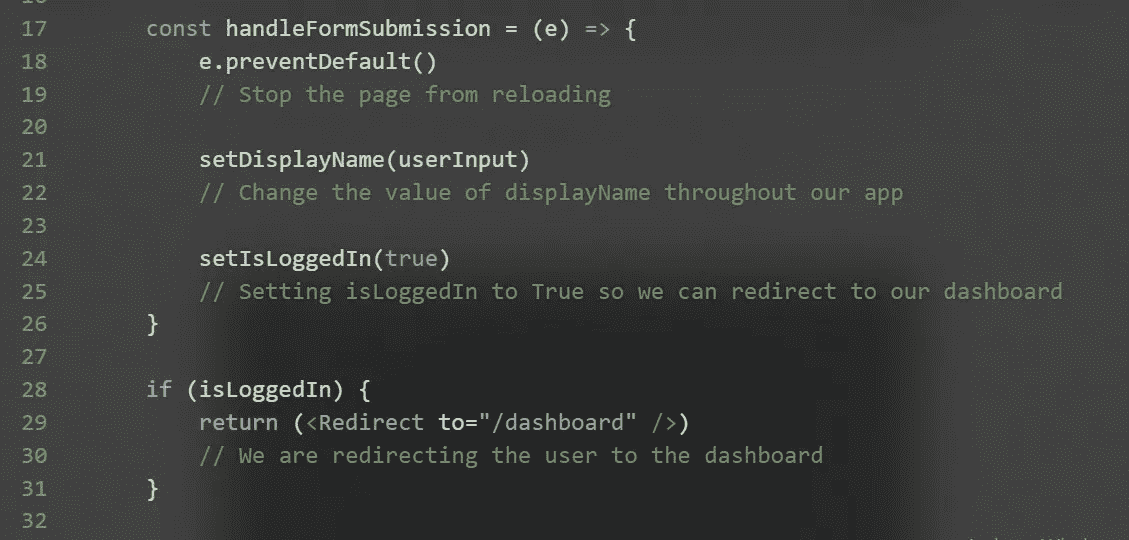 17 const handleFormSubmission = (e) => {
18 e.preventDefault()
19 // Stop the page from reloading
20
21 setDisplayName(userInput)
22 // Change the value of displayName throughout our app
23
24 setIsLoggedIn(true)
25 // Setting isLoggedIn to True so we can redirect to our dashboard
26 }
27
28 if (isLoggedIn) {
29 return (<Redirect to="/dashboard" />)
30 // We are redirecting the user to the dashboard
31 }
32